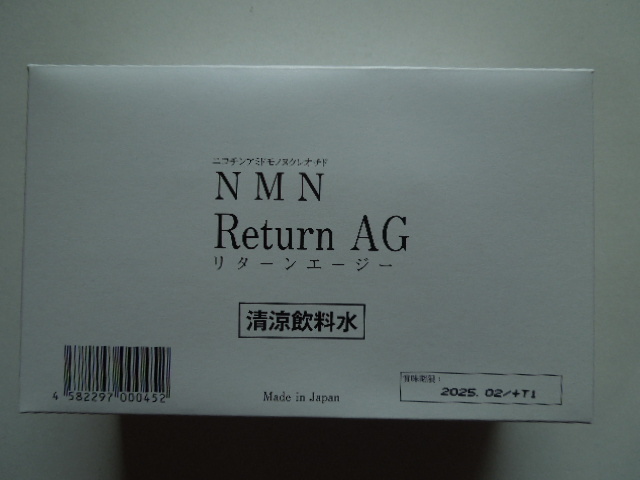 ニコチンアミドモノヌクレオチド
NMN
Return AG
リターンエージー
清涼飲料水
4 582297 000452
Made in Japan
賞味期限：
2025. 02/+T1